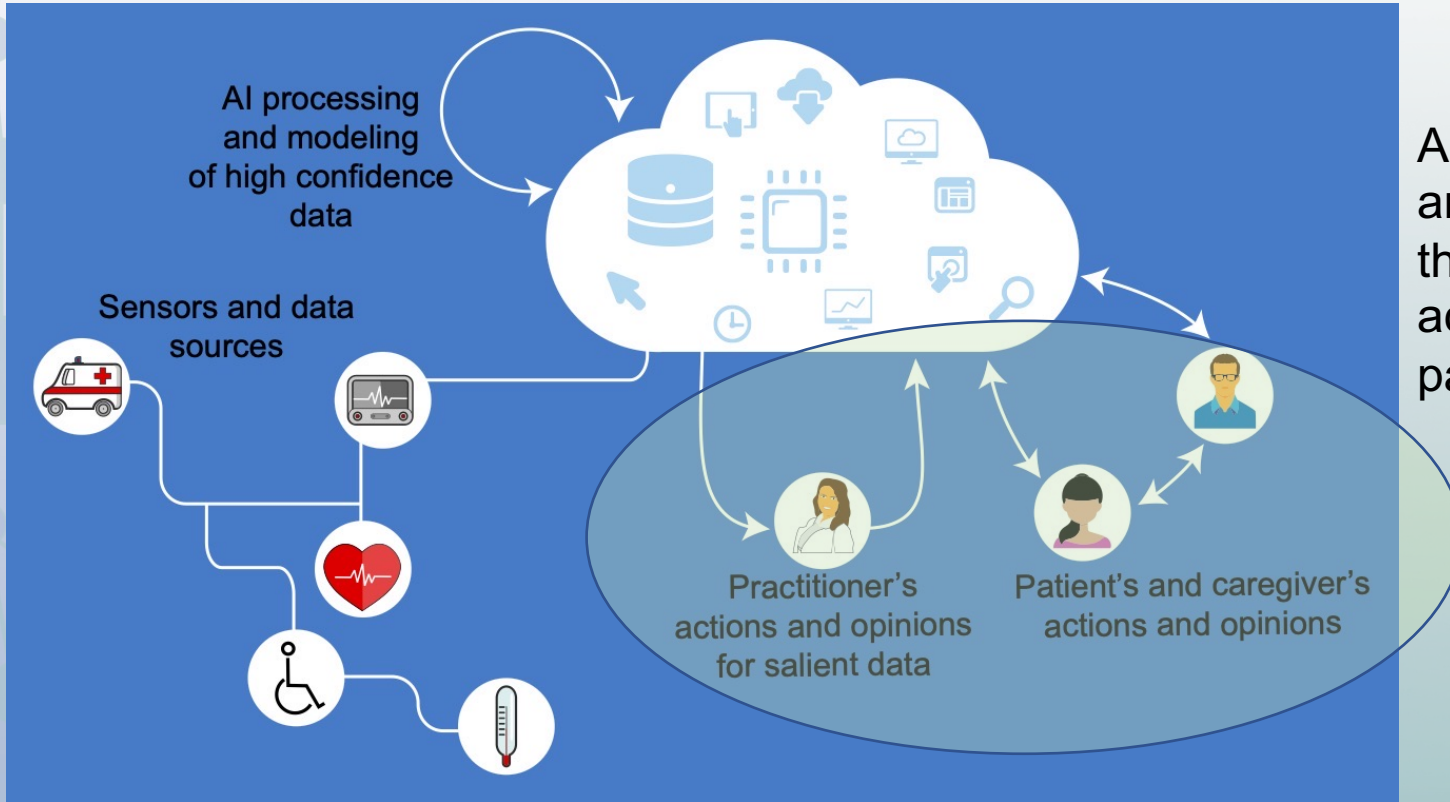 AI processing
and modeling
of high confidence
data
Sensors and data
sources
Practitioner's
actions and opinions
for salient data
Patient's and caregiver's
actions and opinions